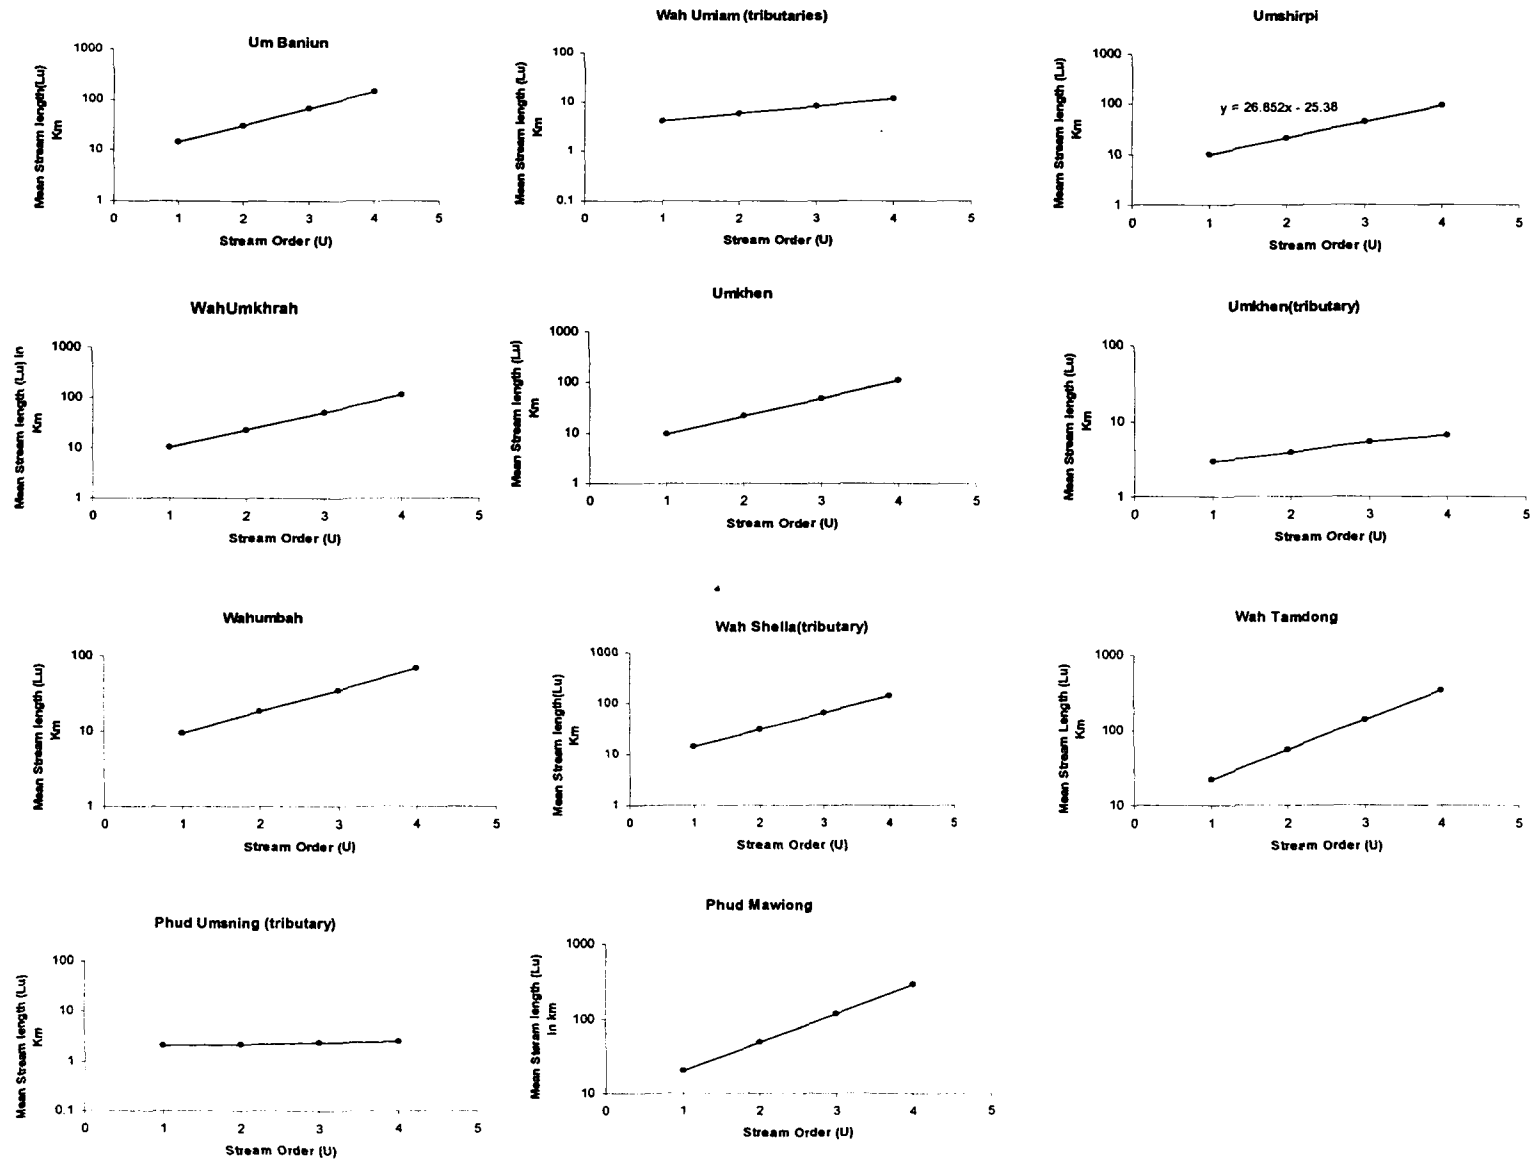 Um Baniun
1000
100
10
1
0 1 2 3 4 5
Mean Stream length(Lu)
Km
Stream Order (U)
Wah Umiam (tributaries)
100
10
1
0.1
0 1 2 3 4 5
Mean Stream length (Lu)
Km
Stream Order (U)
Umshirpi
1000
100
10
1
0 1 2 3 4 5
y = 26.852x - 25.38
Mearn Stream length (Lu)
Km
Stream Order (U)
WahUmkhrah
1000
100
10
1
0 1 2 3 4 5
Mean Stream length (Lu) In
Km
Stream Order (U)
Umkhen
1000
100
10
1
0 1 2 3 4 5
Mean Stream length (Lu)
Km
Stream Order (U)
Umkhen(tributary)
100
10
1
0 1 2 3 4 5
Mean Stream length (Lu)
Km
Stream Order (U)
Wahumbah
100
10
1
0 1 2 3 4 5
Mean Stream length (Lu)
Km
Stream Order (U)
Wah Shella(tributary)
1000
100
10
1
0 1 2 3 4 5
Mean Stream length(Lu)
Km
Stream Order (U)
Wah Tamdong
1000
100
10
0 1 2 3 4 5
Mean Stream Length (Lu)
Km
Stream Order (U)
Phud Umsning (tributary)
100
10
1
0.1
0 1 2 3 4 5
Mean Stream length (Lu)
Km
Stream Order (U)
Phud Mawiong
1000
100
10
0 1 2 3 4 5
Mean Steram length (Lu)
In km
Stream Order (U)